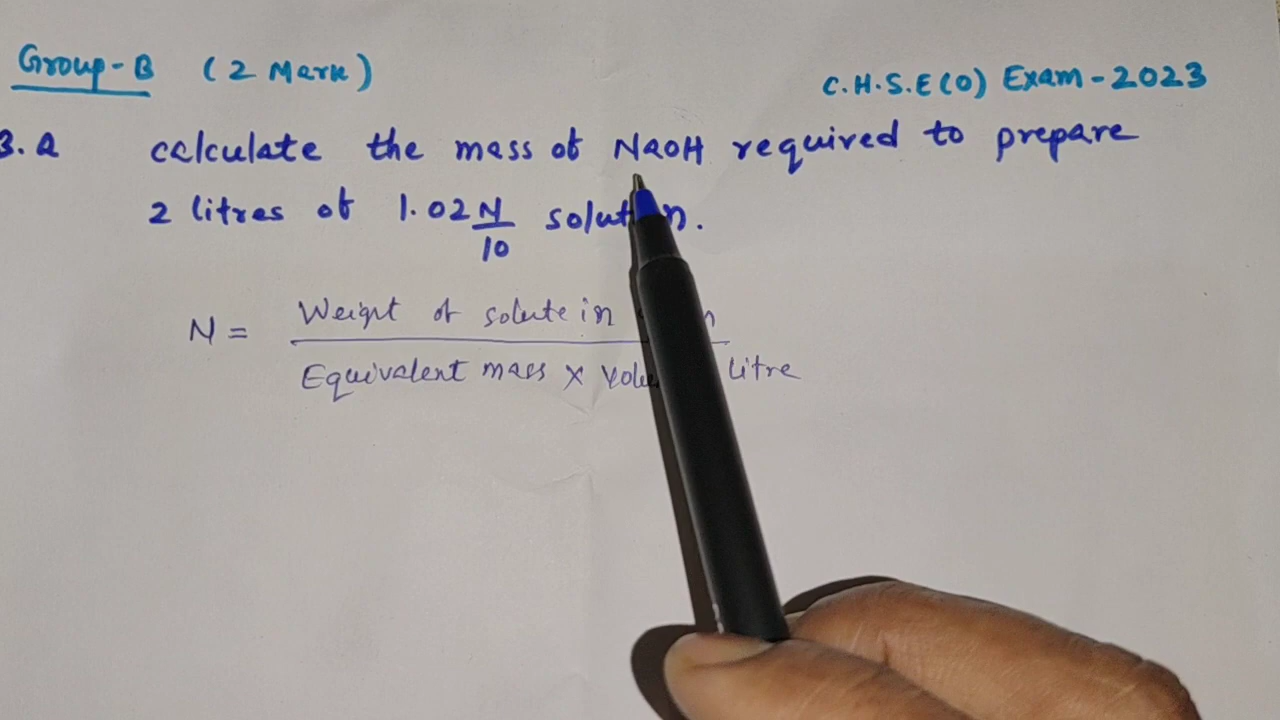 Group-B (2 Mark)
C.H.S.E(O) Exam-2023
3.a calculate the mass of NaOH required to prepare
2 litres of 1.02 N/10 solution.
N = Weight of solute in
Equivalent mass × litre